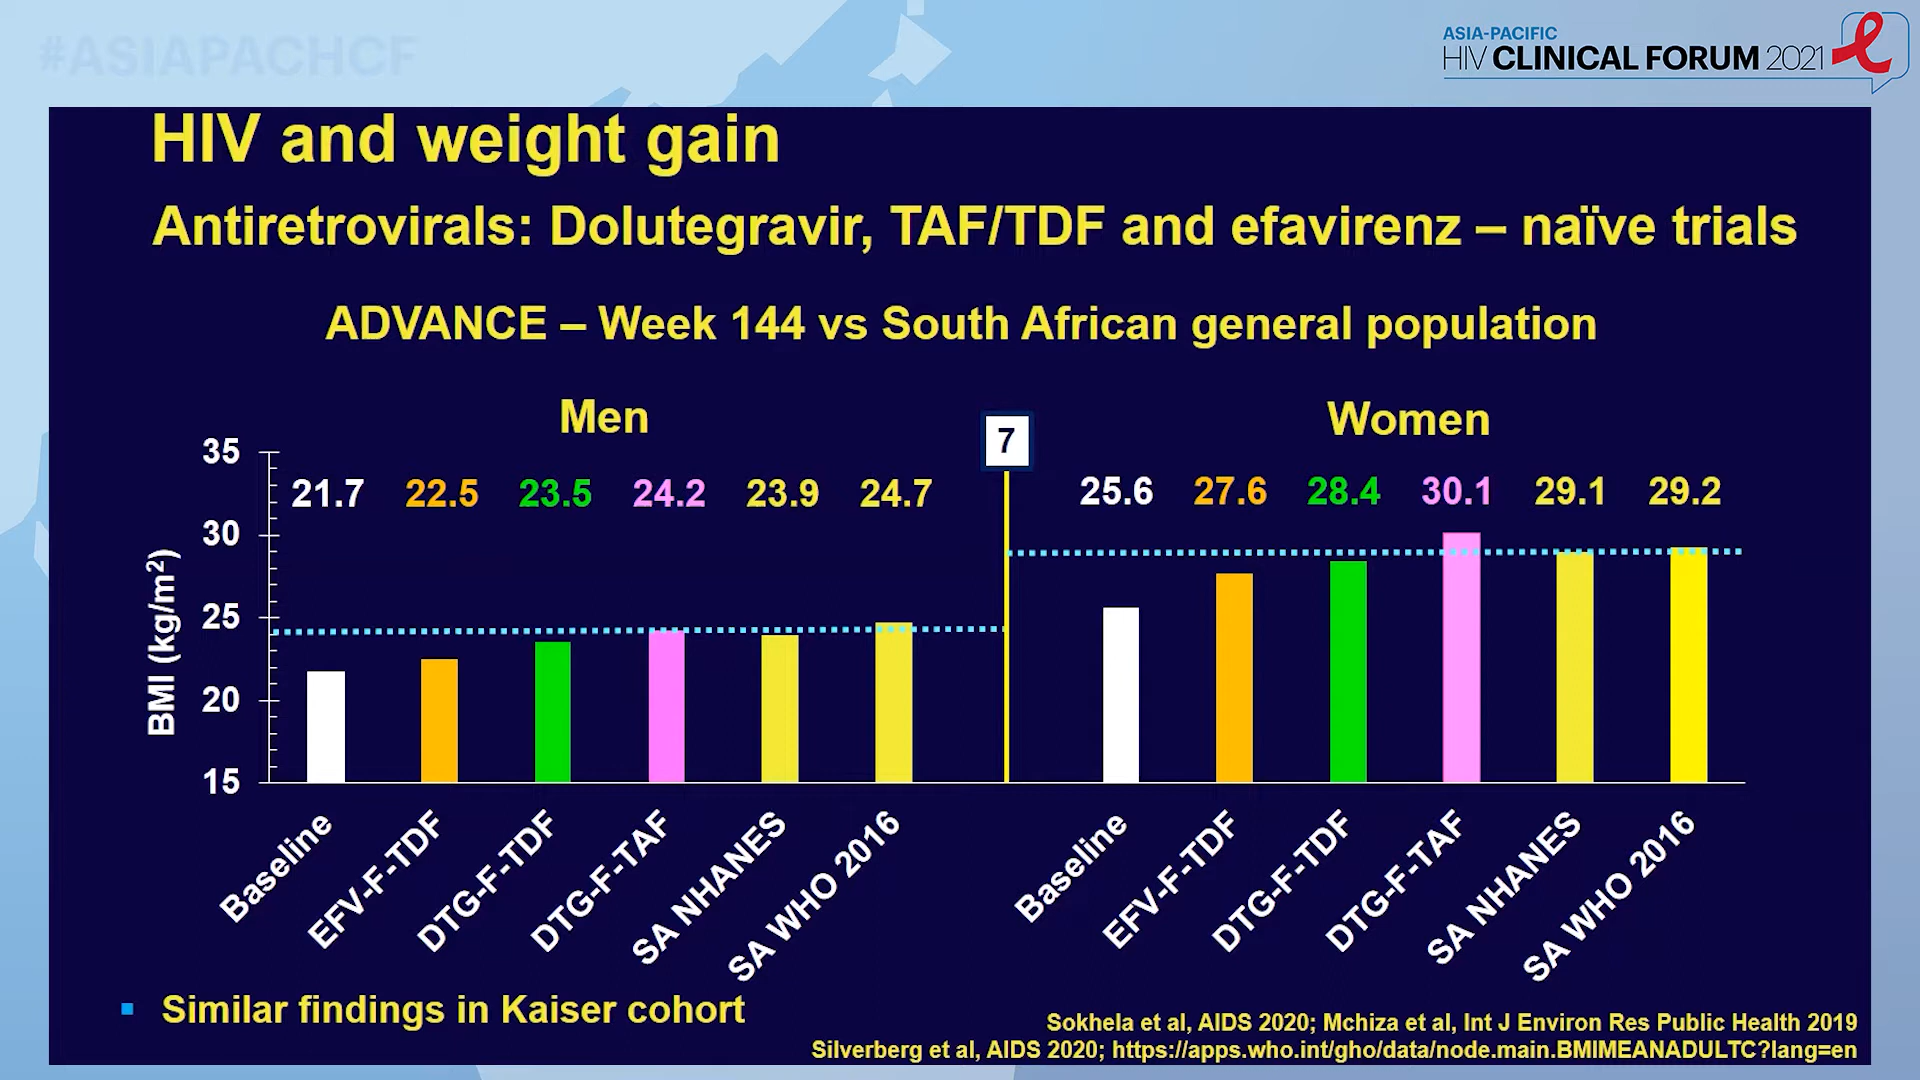 #ASIAPACHCF
ASIA-PACIFIC
HIV CLINICAL FORUM 2021
HIV and weight gain
Antiretrovirals: Dolutegravir, TAF/TDF and efavirenz – naïve trials
ADVANCE – Week 144 vs South African general population
Men
Women
7
35
30
25
20
15
BMI (kg/m²)
21.7 22.5 23.5 24.2 23.9 24.7
25.6 27.6 28.4 30.1 29.1 29.2
Baseline
EFV-F-TDF
DTG-F-TDF
DTG-F-TAF
SA NHANES
SA WHO 2016
Baseline
EFV-F-TDF
DTG-F-TDF
DTG-F-TAF
SA NHANES
SA WHO 2016
Similar findings in Kaiser cohort
Sokhela et al, AIDS 2020; Mchiza et al, Int J Environ Res Public Health 2019
Silverberg et al, AIDS 2020; https://apps.who.int/gho/data/node.main.BMIMEANADULTC?lang=en